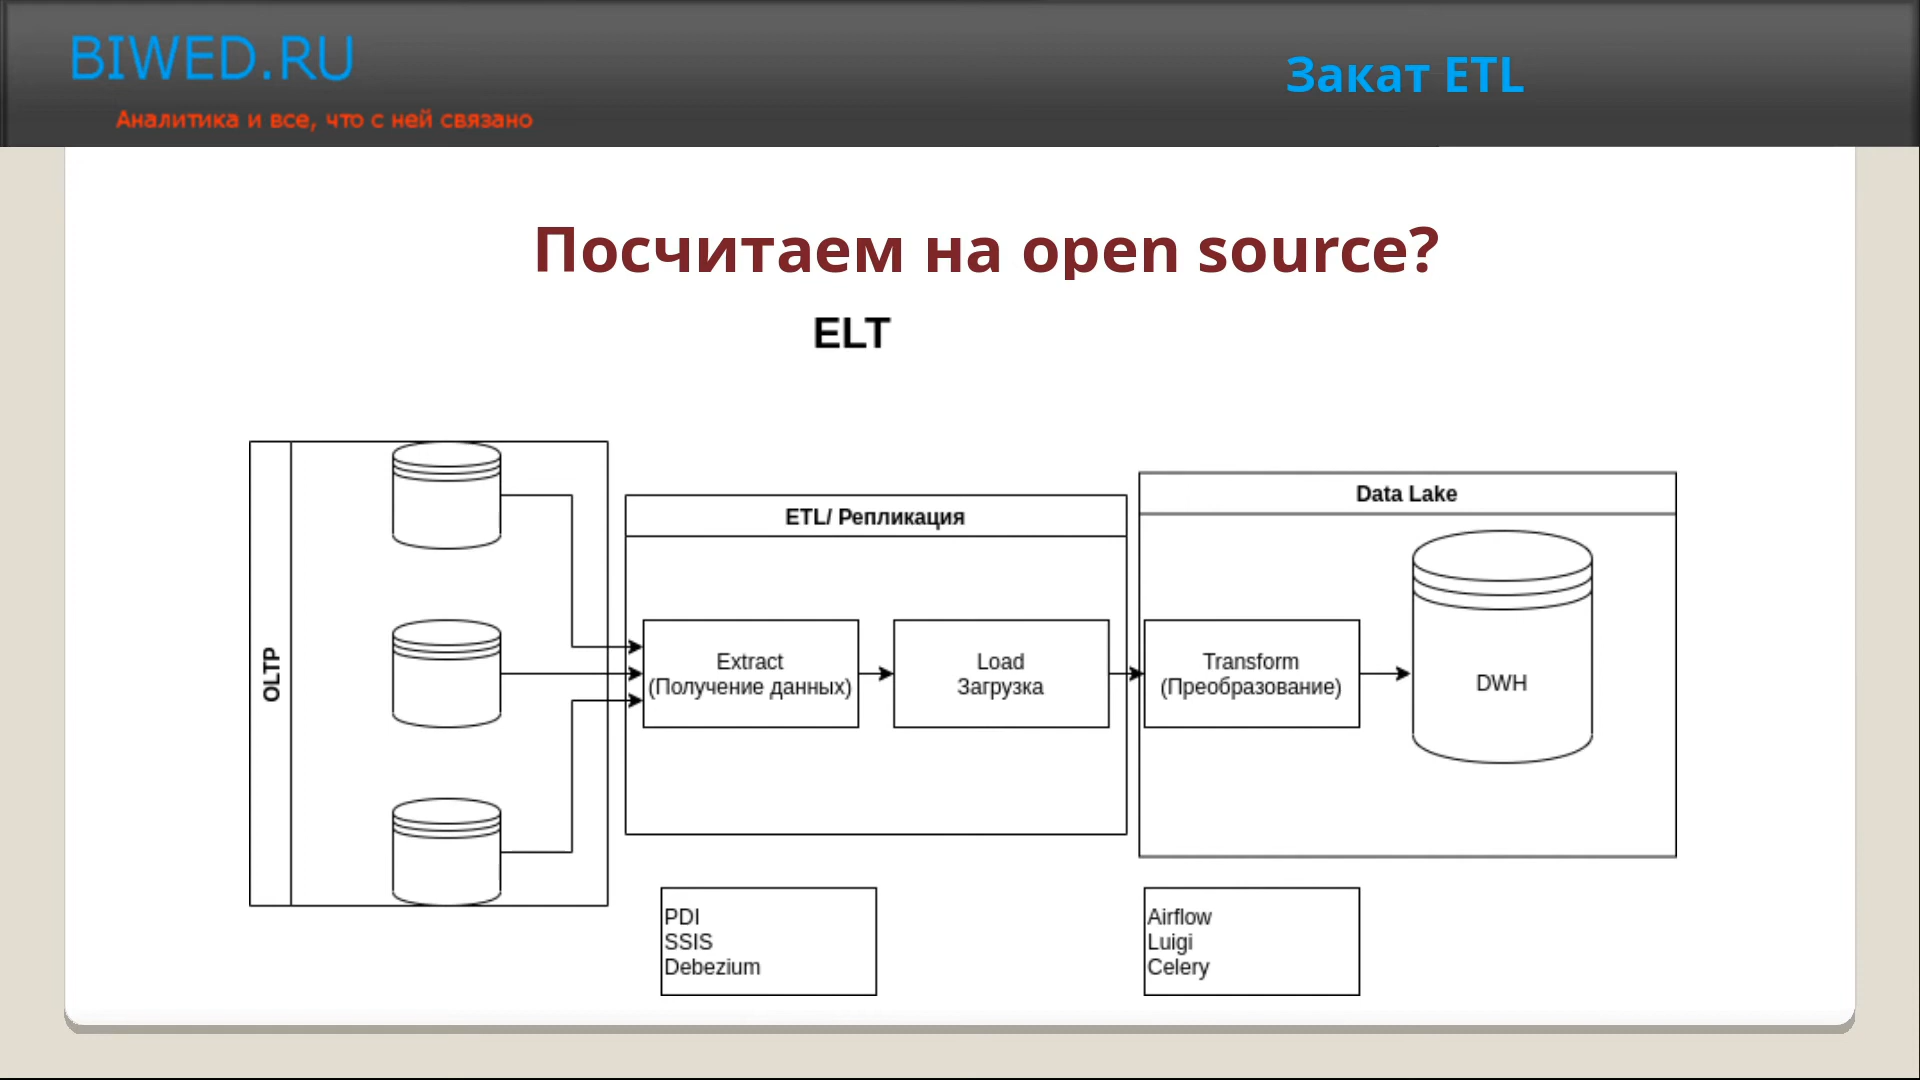 BIWED.RU
Аналитика и все, что с ней связано
Закат ETL
Посчитаем на open source?
ELT
OLTP
ETL/ Репликация
Extract
(Получение данных)
Load
Загрузка
Data Lake
Transform
(Преобразование)
DWH
PDI
SSIS
Debezium
Airflow
Luigi
Celery